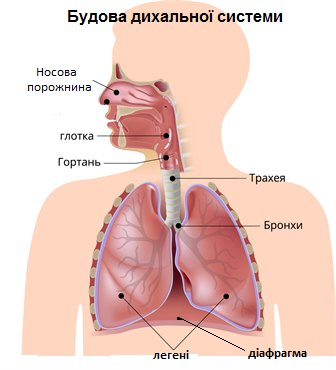 Будова дихальної системи
Носова
порожнина
глотка
Гортань
Трахея
Бронхи
легені
діафрагма